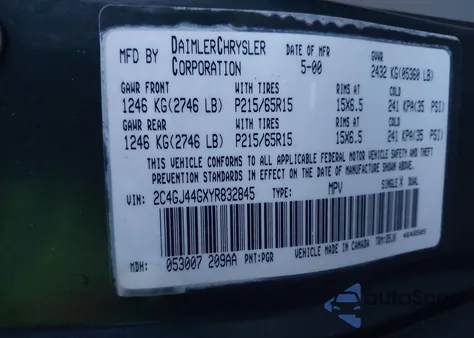 MFD BY DAIMLERCHRYSLER CORPORATION DATE OF MFR 5-00 GVWR 2432 KG(05360 LB)
GAWR FRONT WITH TIRES RIMS AT COLD
1246 KG(2746 LB) P215/65R15 15X6.5 241 KPA(35 PSI)
GAWR REAR WITH TIRES RIMS AT COLD
1246 KG(2746 LB) P215/65R15 15X6.5 241 KPA(35 PSI)
THIS VEHICLE CONFORMS TO ALL APPLICABLE FEDERAL MOTOR VEHICLE SAFETY AND THEFT
PREVENTION STANDARDS IN EFFECT ON THE DATE OF MANUFACTURE SHOWN ABOVE.
VIN: 2C4GJ44GXYR832845 TYPE: MPV SINGLE X DUAL
MDH: 053007 209AA PNT: PGR VEHICLE MADE IN CANADA TRM:
autoSpar